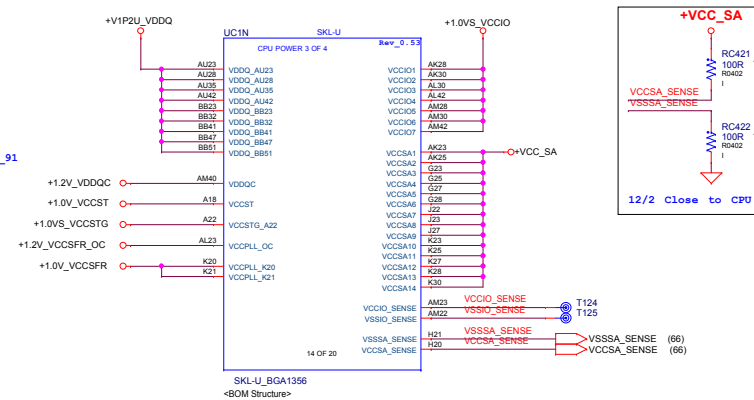 +V1P2U_VDDQ
UC1N
SKL-U
Rev_0.53
CPU POWER 3 OF 4
+1.0VS_VCCIO
AU23 VDDQ_AU23
AU28 VDDQ_AU28
AU35 VDDQ_AU35
AU42 VDDQ_AU42
BB23 VDDQ_BB23
BB32 VDDQ_BB32
BB41 VDDQ_BB41
BB47 VDDQ_BB47
BB51 VDDQ_BB51
_91
+1.2V_VDDQC AM40 VDDQC
+1.0V_VCCST A18 VCCST
+1.0VS_VCCSTG A22 VCCSTG_A22
+1.2V_VCCSFR_OC AL23 VCCPLL_OC
+1.0V_VCCSFR K20 VCCPLL_K20
K21 VCCPLL_K21
VCCIO1 AK28
VCCIO2 AK30
VCCIO3 AL30
VCCIO4 AL42
VCCIO5 AM28
VCCIO6 AM30
VCCIO7 AM42
VCCSA1 AK23 +VCC_SA
VCCSA2 AK25
VCCSA3 G23
VCCSA4 G25
VCCSA5 G27
VCCSA6 G28
VCCSA7 J22
VCCSA8 J23
VCCSA9 J27
VCCSA10 K23
VCCSA11 K25
VCCSA12 K27
VCCSA13 K28
VCCSA14 K30
VCCIO_SENSE AM23 VCCIO_SENSE T124
VSSIO_SENSE AM22 VSSIO_SENSE T125
VSSSA_SENSE H21 VSSSA_SENSE VSSSA_SENSE (66)
VCCSA_SENSE H20 VCCSA_SENSE VCCSA_SENSE (66)
14 OF 20
SKL-U_BGA1356
<BOM Structure>
+VCC_SA
RC421
100R
R0402
I
VCCSA_SENSE
VSSSA_SENSE
RC422
100R
R0402
I
12/2 Close to CPU